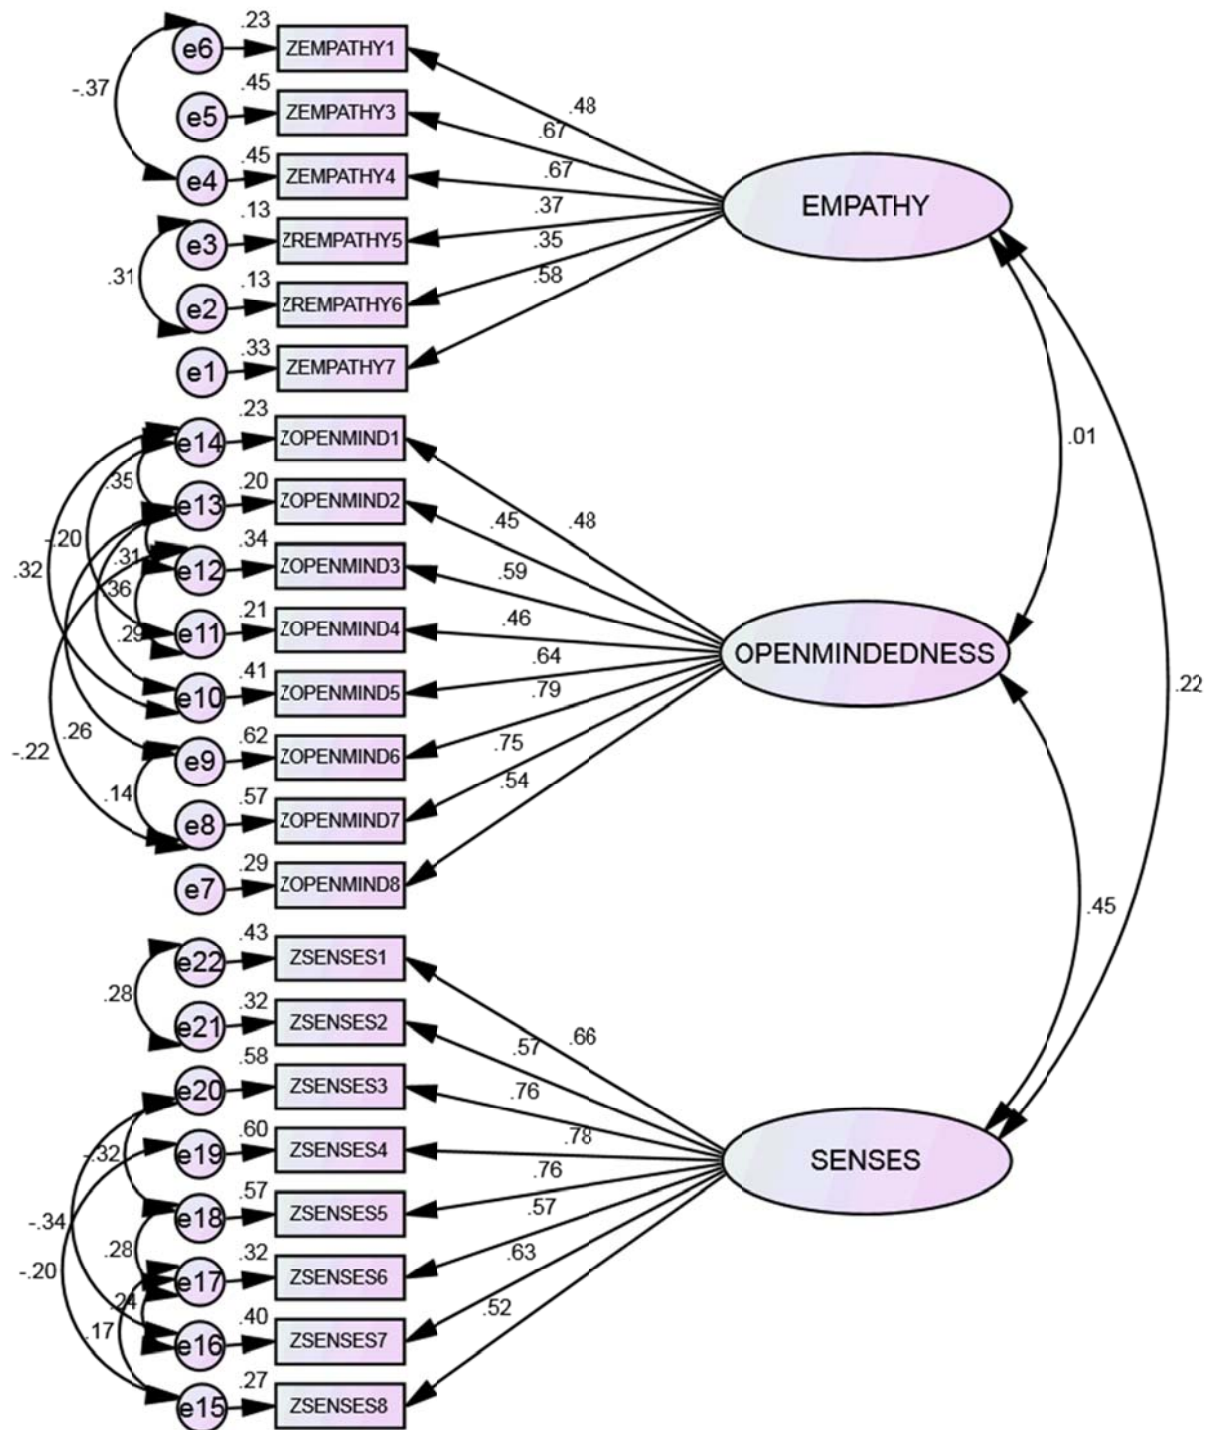 .23
e6 ZEMPATHY1
-.37
.48
.45
e5 ZEMPATHY3
.67
.45
e4 ZEMPATHY4
.67
.13
e3 ZREMPATHY5
.37
.31
.13
e2 ZREMPATHY6
.35
.33
e1 ZEMPATHY7
.58
EMPATHY
.23
e14 ZOPENMIND1
.48
.35
.20
e13 ZOPENMIND2
.45
-.20
.34
.32
.31
e12 ZOPENMIND3
.59
.36
.21
.29
e11 ZOPENMIND4
.46
.41
e10 ZOPENMIND5
.64
.62
-.22
.26
e9 ZOPENMIND6
.79
.14
.57
e8 ZOPENMIND7
.75
.29
e7 ZOPENMIND8
.54
OPENMINDEDNESS
.01
.22
.45
.43
e22 ZSENSES1
.66
.28
.32
e21 ZSENSES2
.57
.58
e20 ZSENSES3
.76
-.32
.60
e19 ZSENSES4
.78
.57
-.34
e18 ZSENSES5
.76
.28
-.20
.32
e17 ZSENSES6
.57
.24
.17
.40
e16 ZSENSES7
.63
.27
e15 ZSENSES8
.52
SENSES